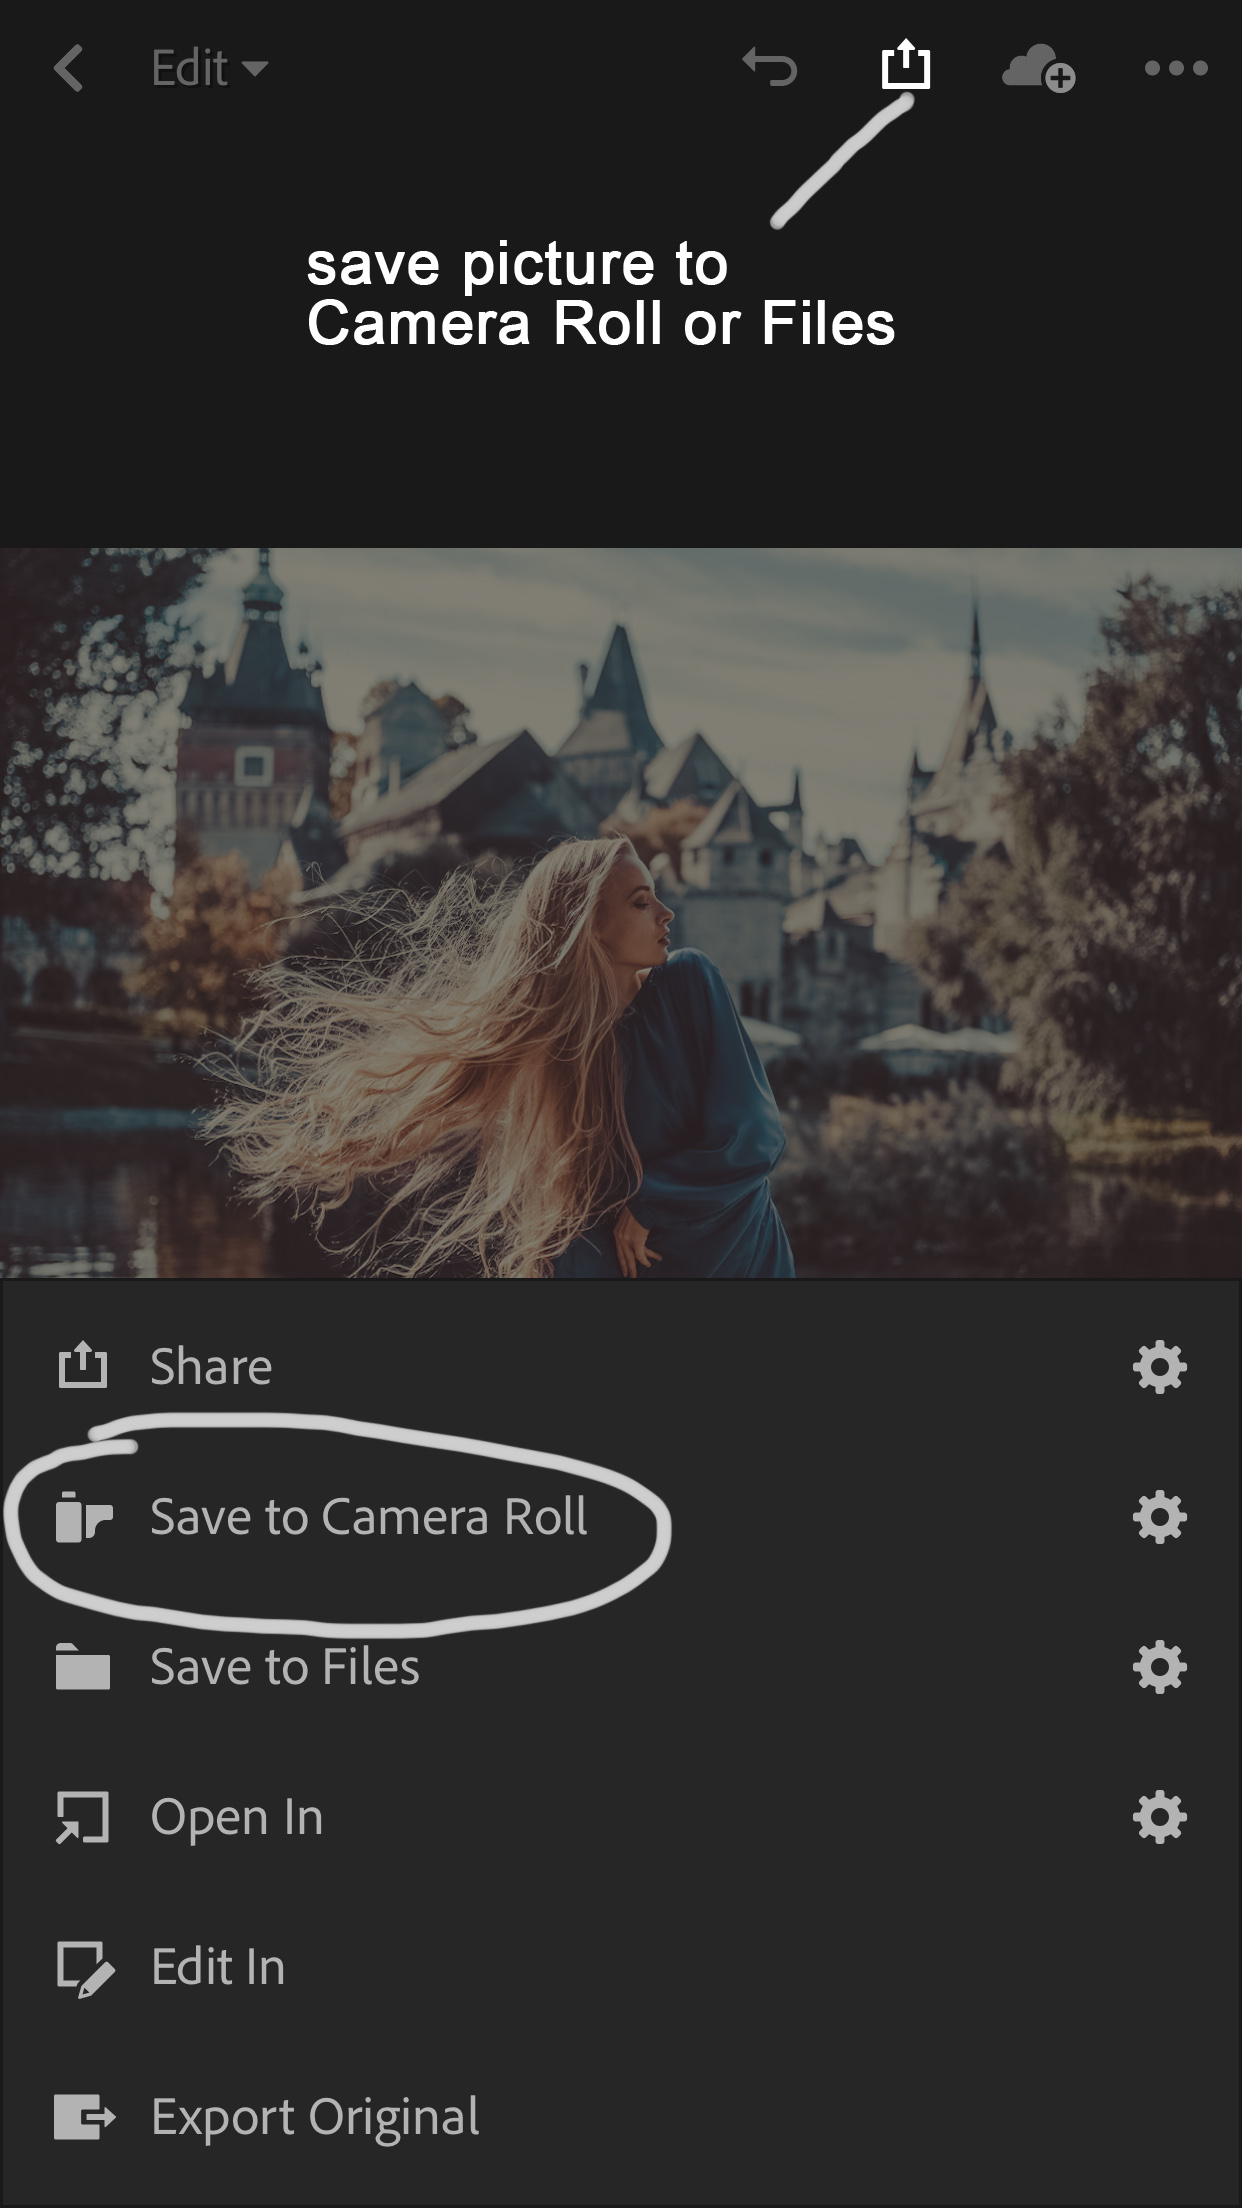 Edit
save picture to
Camera Roll or Files
Share
Save to Camera Roll
Save to Files
Open In
Edit In
Export Original